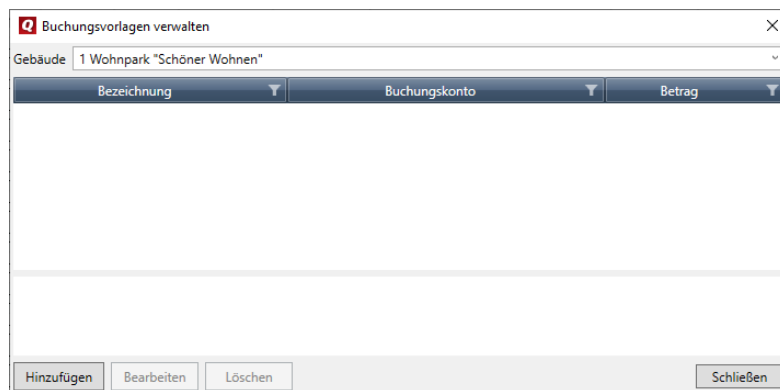 Buchungsvorlagen verwalten
Gebäude 1 Wohnpark "Schöner Wohnen"
Bezeichnung Buchungskonto Betrag
Hinzufügen Bearbeiten Löschen Schließen